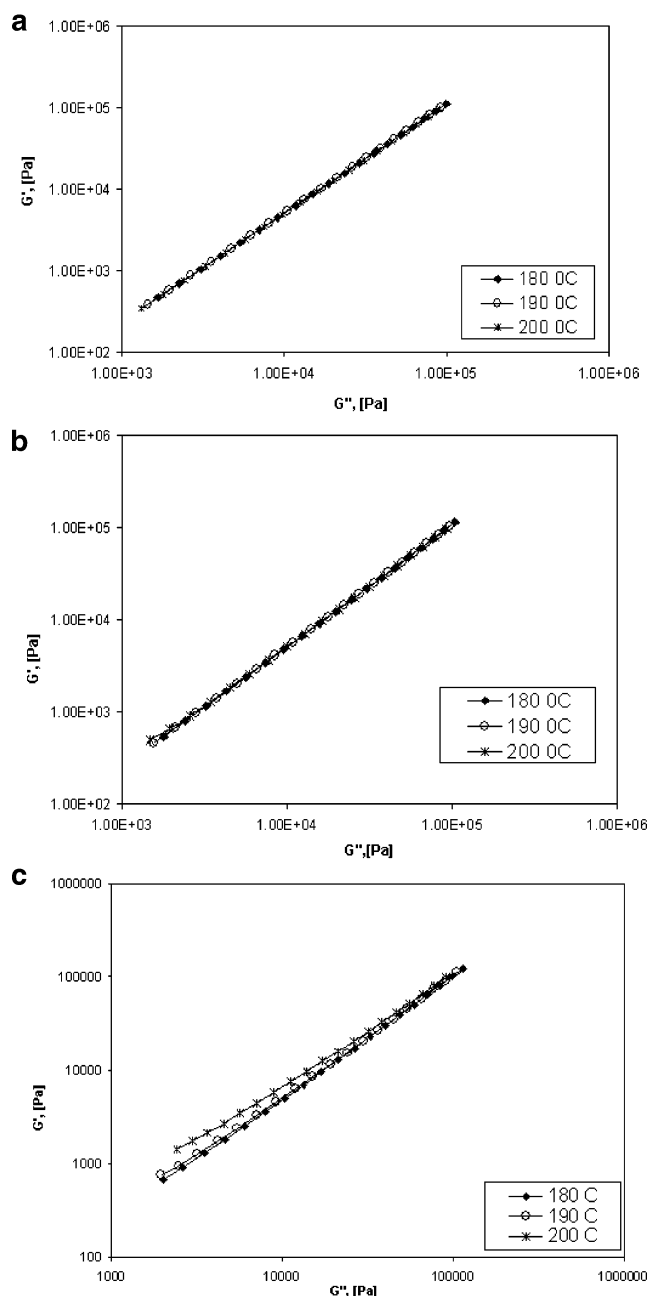 a
1.00E+06
1.00E+05
1.00E+04
1.00E+03
1.00E+02
G', [Pa]
1.00E+03 1.00E+04 1.00E+05 1.00E+06
G", [Pa]
180 0C
190 0C
200 0C
b
1.00E+06
1.00E+05
1.00E+04
1.00E+03
1.00E+02
G', [Pa]
1.00E+03 1.00E+04 1.00E+05 1.00E+06
G",[Pa]
180 0C
190 0C
200 0C
c
1000000
100000
10000
1000
100
G', [Pa]
1000 10000 100000 1000000
G", [Pa]
180 C
190 C
200 C